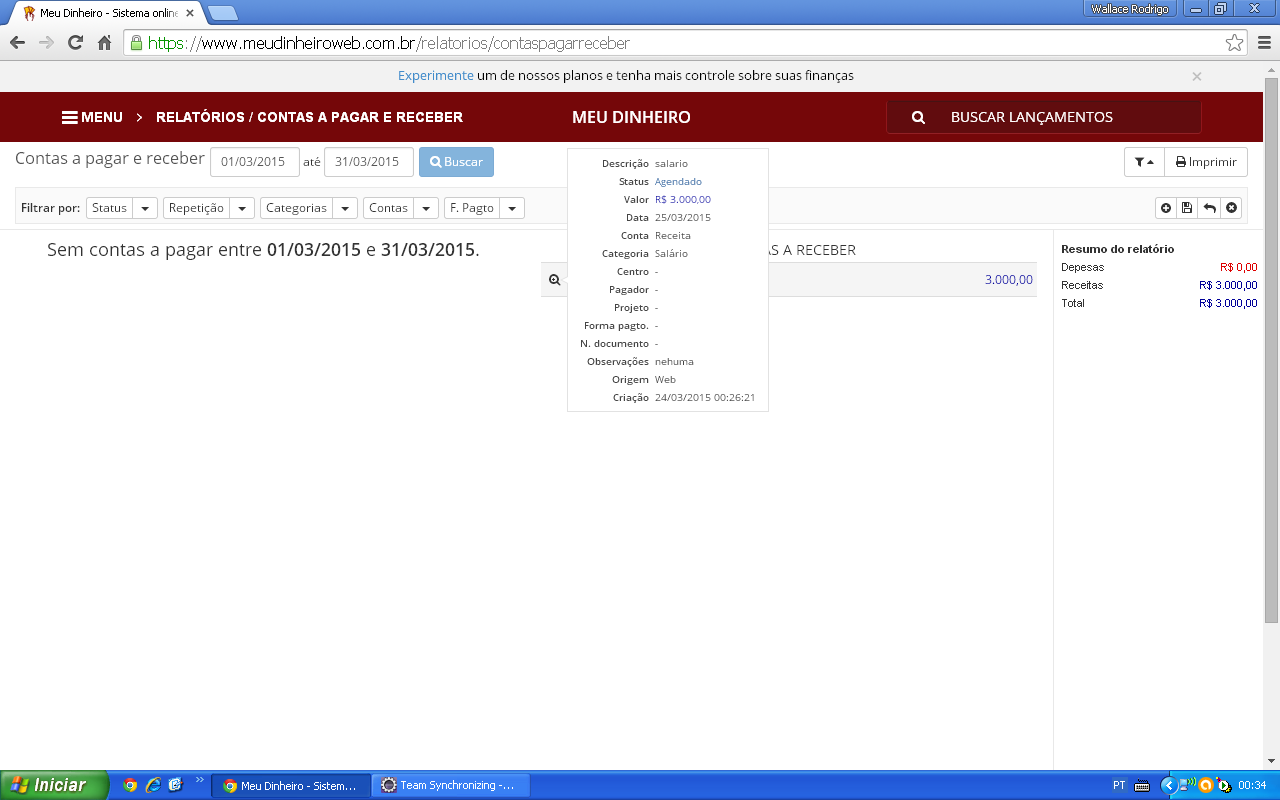 Meu Dinheiro - Sistema online
Wallace Rodrigo
https://www.meudinheiroweb.com.br/relatorios/contaspagarreceber
Experimente um de nossos planos e tenha mais controle sobre suas finanças
MENU > RELATÓRIOS / CONTAS A PAGAR E RECEBER
MEU DINHEIRO
BUSCAR LANÇAMENTOS
Contas a pagar e receber 01/03/2015 até 31/03/2015 Buscar
Imprimir
Filtrar por: Status Repetição Categorias Contas F. Pagto
Sem contas a pagar entre 01/03/2015 e 31/03/2015.
AS A RECEBER
3.000,00
Descrição salario
Status Agendado
Valor R$ 3.000,00
Data 25/03/2015
Conta Receita
Categoria Salário
Centro -
Pagador -
Projeto -
Forma pagto. -
N. documento -
Observações nehuma
Origem Web
Criação 24/03/2015 00:26:21
Resumo do relatório
Depesas R$ 0,00
Receitas R$ 3.000,00
Total R$ 3.000,00
Iniciar
Meu Dinheiro - Sistem...
Team Synchronizing -...
PT
00:34